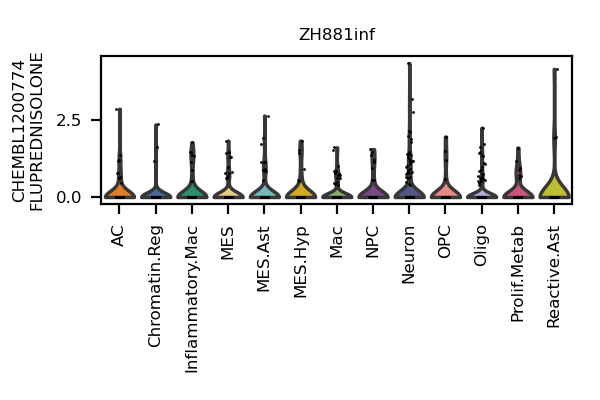 ZH881inf
CHEMBL1200774
FLUPREDNISOLONE
2.5
0.0
AC
Chromatin.Reg
Inflammatory.Mac
MES
MES.Ast
MES.Hyp
Mac
NPC
Neuron
OPC
Oligo
Prolif.Metab
Reactive.Ast